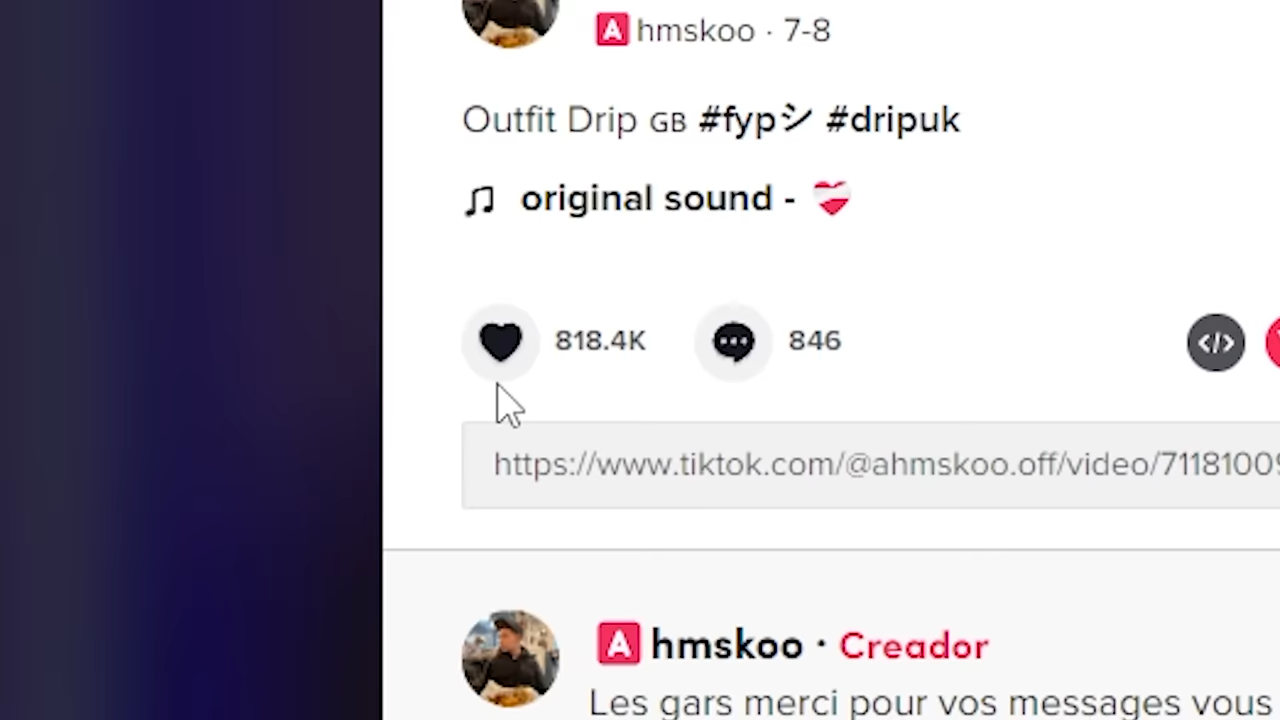 🅰️hmskoo · 7-8
Outfit Drip GB #fypシ #dripuk
original sound - ❤️‍🩹
818.4K 846
https://www.tiktok.com/@ahmskoo.off/video/71181009
🅰️hmskoo · Creador
Les gars merci pour vos messages vous